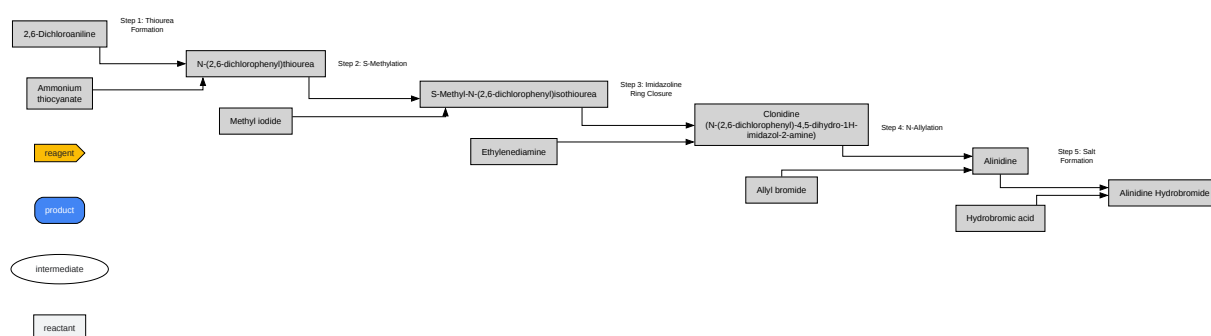 2,6-Dichloroaniline
Step 1: Thiourea
Formation
Ammonium
thiocyanate
N-(2,6-dichlorophenyl)thiourea
Step 2: S-Methylation
Methyl iodide
S-Methyl-N-(2,6-dichlorophenyl)isothiourea
Step 3: Imidazoline
Ring Closure
Ethylenediamine
Clonidine
(N-(2,6-dichlorophenyl)-4,5-dihydro-1H-
imidazol-2-amine)
Step 4: N-Allylation
Allyl bromide
Alinidine
Step 5: Salt
Formation
Hydrobromic acid
Alinidine Hydrobromide
reagent
product
intermediate
reactant